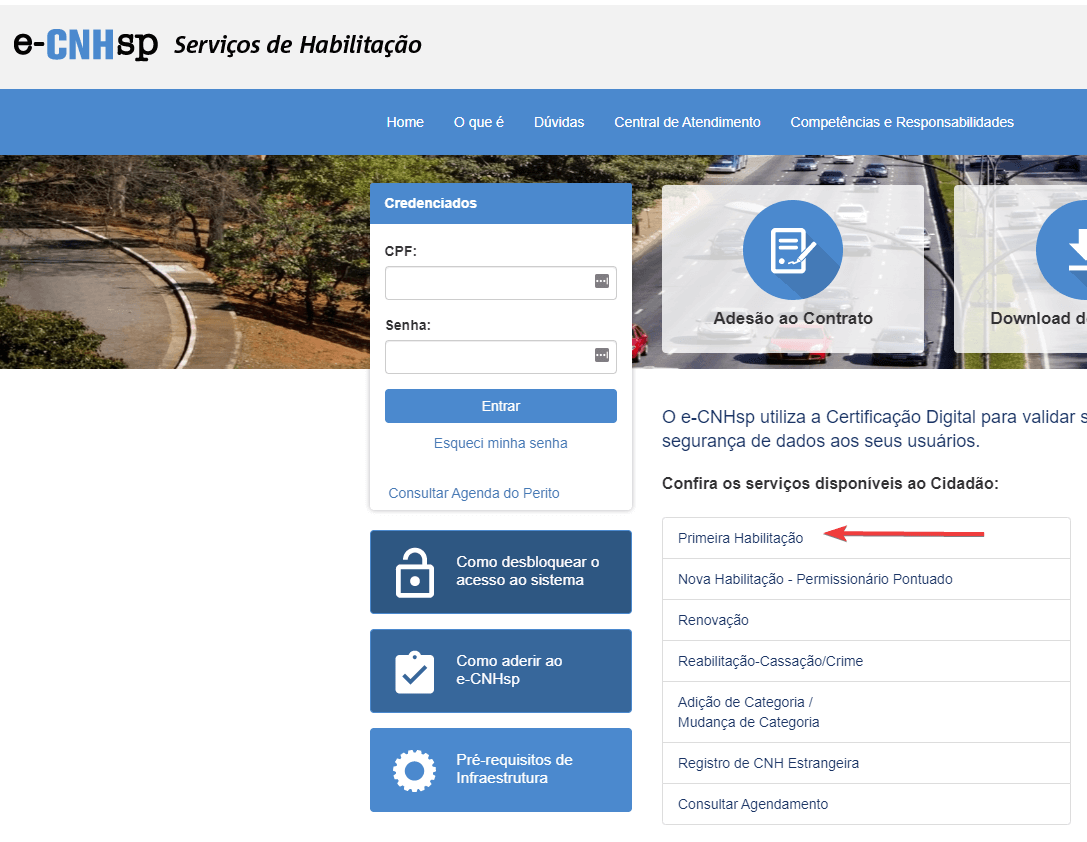 e-CNHsp Serviços de Habilitação
Home O que é Dúvidas Central de Atendimento Competências e Responsabilidades
Credenciados
CPF:
Senha:
Entrar
Esqueci minha senha
Consultar Agenda do Perito
Como desbloquear o
acesso ao sistema
Como aderir ao
e-CNHsp
Pré-requisitos de
Infraestrutura
Adesão ao Contrato
Download d
O e-CNHsp utiliza a Certificação Digital para validar s
segurança de dados aos seus usuários.
Confira os serviços disponíveis ao Cidadão:
Primeira Habilitação
Nova Habilitação - Permissionário Pontuado
Renovação
Reabilitação-Cassação/Crime
Adição de Categoria /
Mudança de Categoria
Registro de CNH Estrangeira
Consultar Agendamento